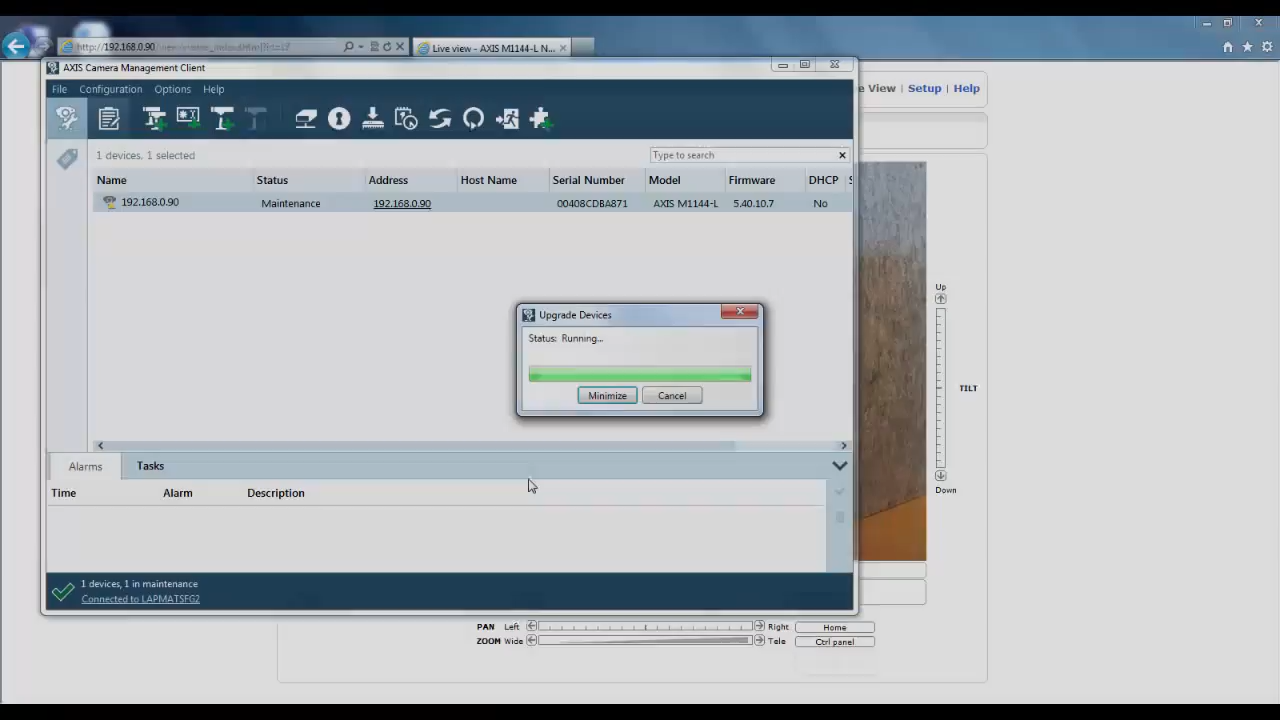 http://192.168.0.90
Live view - AXIS M1144-L N...
AXIS Camera Management Client
File Configuration Options Help
e View | Setup | Help
1 devices, 1 selected
Type to search
Name Status Address Host Name Serial Number Model Firmware DHCP S
192.168.0.90 Maintenance 192.168.0.90 00408CDBA871 AXIS M1144-L 5.40.10.7 No
Up
Upgrade Devices
Status: Running...
Minimize Cancel
TILT
Down
Alarms Tasks
Time Alarm Description
1 devices, 1 in maintenance
Connected to LAPMATSFG2
PAN Left Right Home
ZOOM Wide Tele Ctrl panel